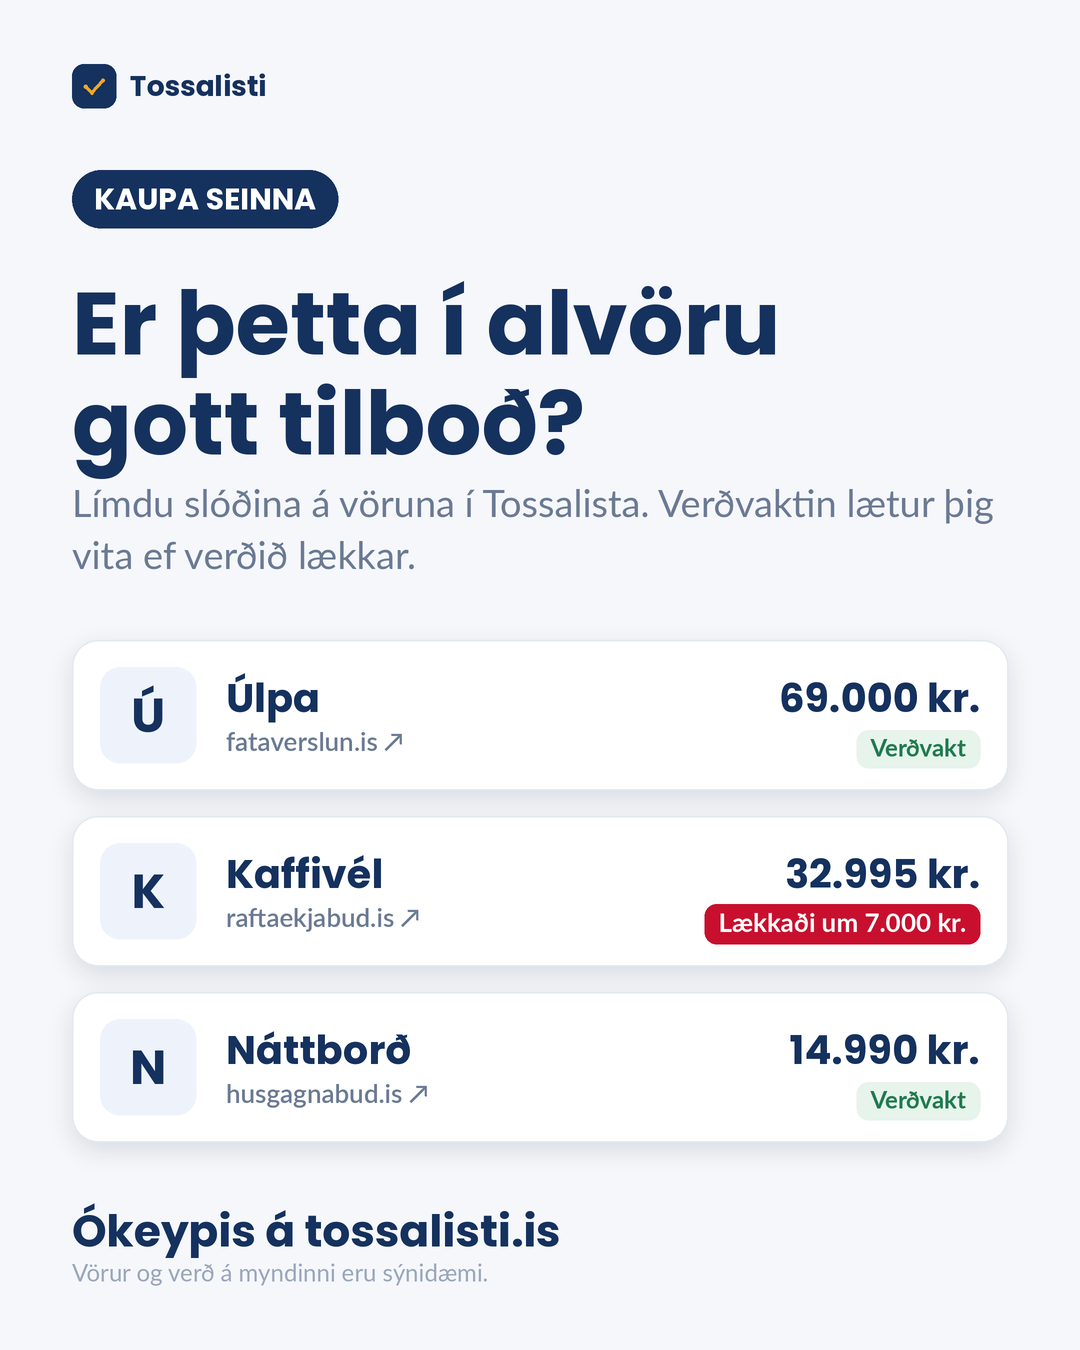 Tossalisti
KAUPA SEINNA
Er þetta í alvöru
gott tilboð?
Límdu slóðina á vöruna í Tossalista. Verðvaktin lætur þig
vita ef verðið lækkar.
Ú
Úlpa
69.000 kr.
fataverslun.is ↗
Verðvakt
K
Kaffivél
32.995 kr.
raftaekjabud.is ↗
Lækkaði um 7.000 kr.
N
Náttborð
14.990 kr.
husgagnabud.is ↗
Verðvakt
Ókeypis á tossalisti.is
Vörur og verð á myndinni eru sýnidæmi.